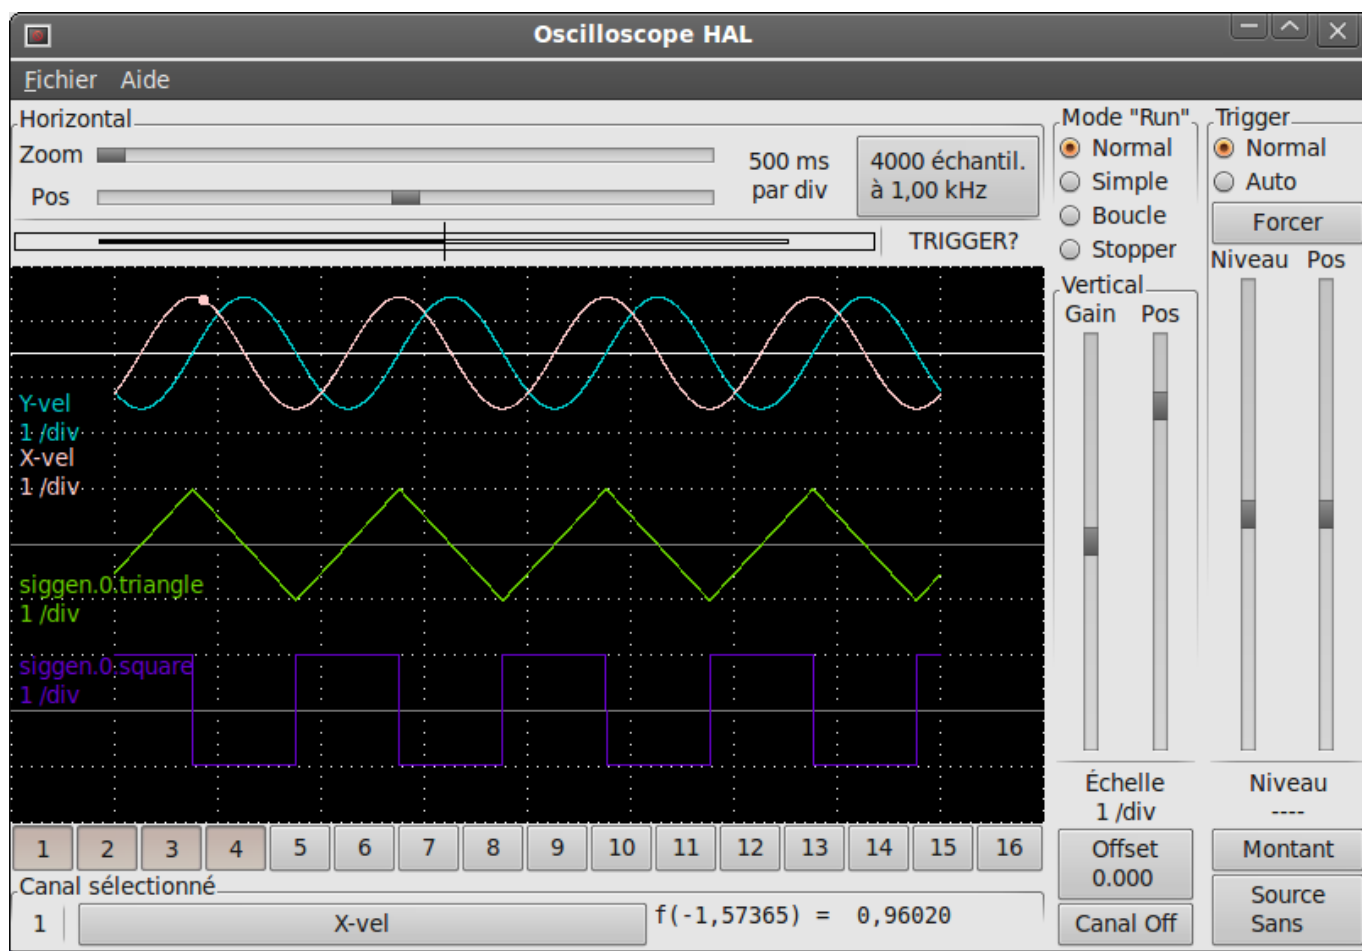 Oscilloscope HAL
Fichier Aide
Horizontal
Zoom
Pos
500 ms
par div
4000 échantil.
à 1,00 kHz
TRIGGER?
Mode "Run"
Normal
Simple
Boucle
Stopper
Trigger
Normal
Auto
Forcer
Niveau Pos
Vertical
Gain Pos
Y-vel
1 /div
X-vel
1 /div
siggen.0.triangle
1 /div
siggen.0.square
1 /div
Échelle
1 /div
Offset
0.000
Canal Off
Niveau
----
Montant
Source
Sans
1 2 3 4 5 6 7 8 9 10 11 12 13 14 15 16
Canal sélectionné
1 X-vel f(-1,57365) = 0,96020